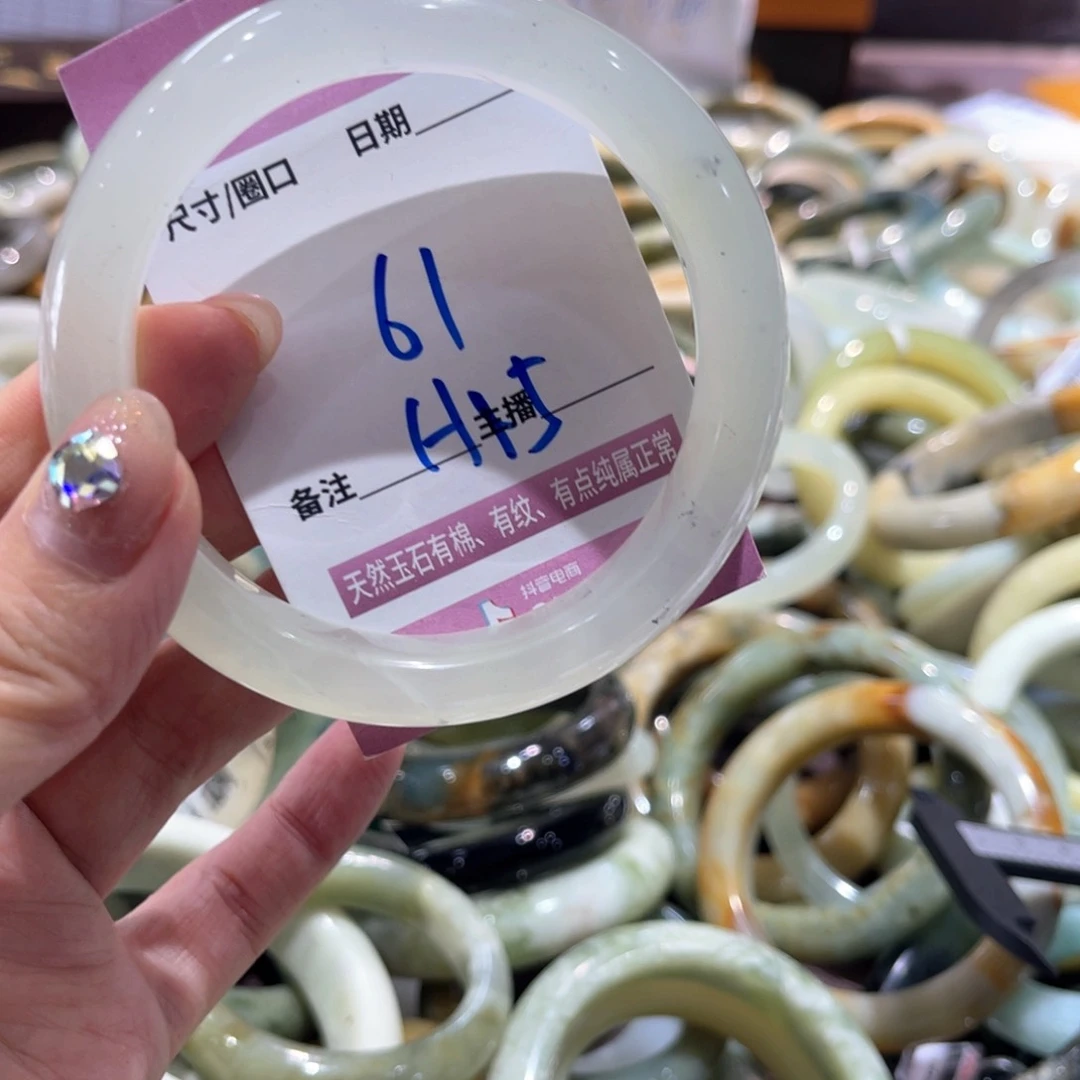 日期
尺寸/圈口
61
H15
主播
备注
天然玉石有棉、有纹、有点纯属正常
抖音电商